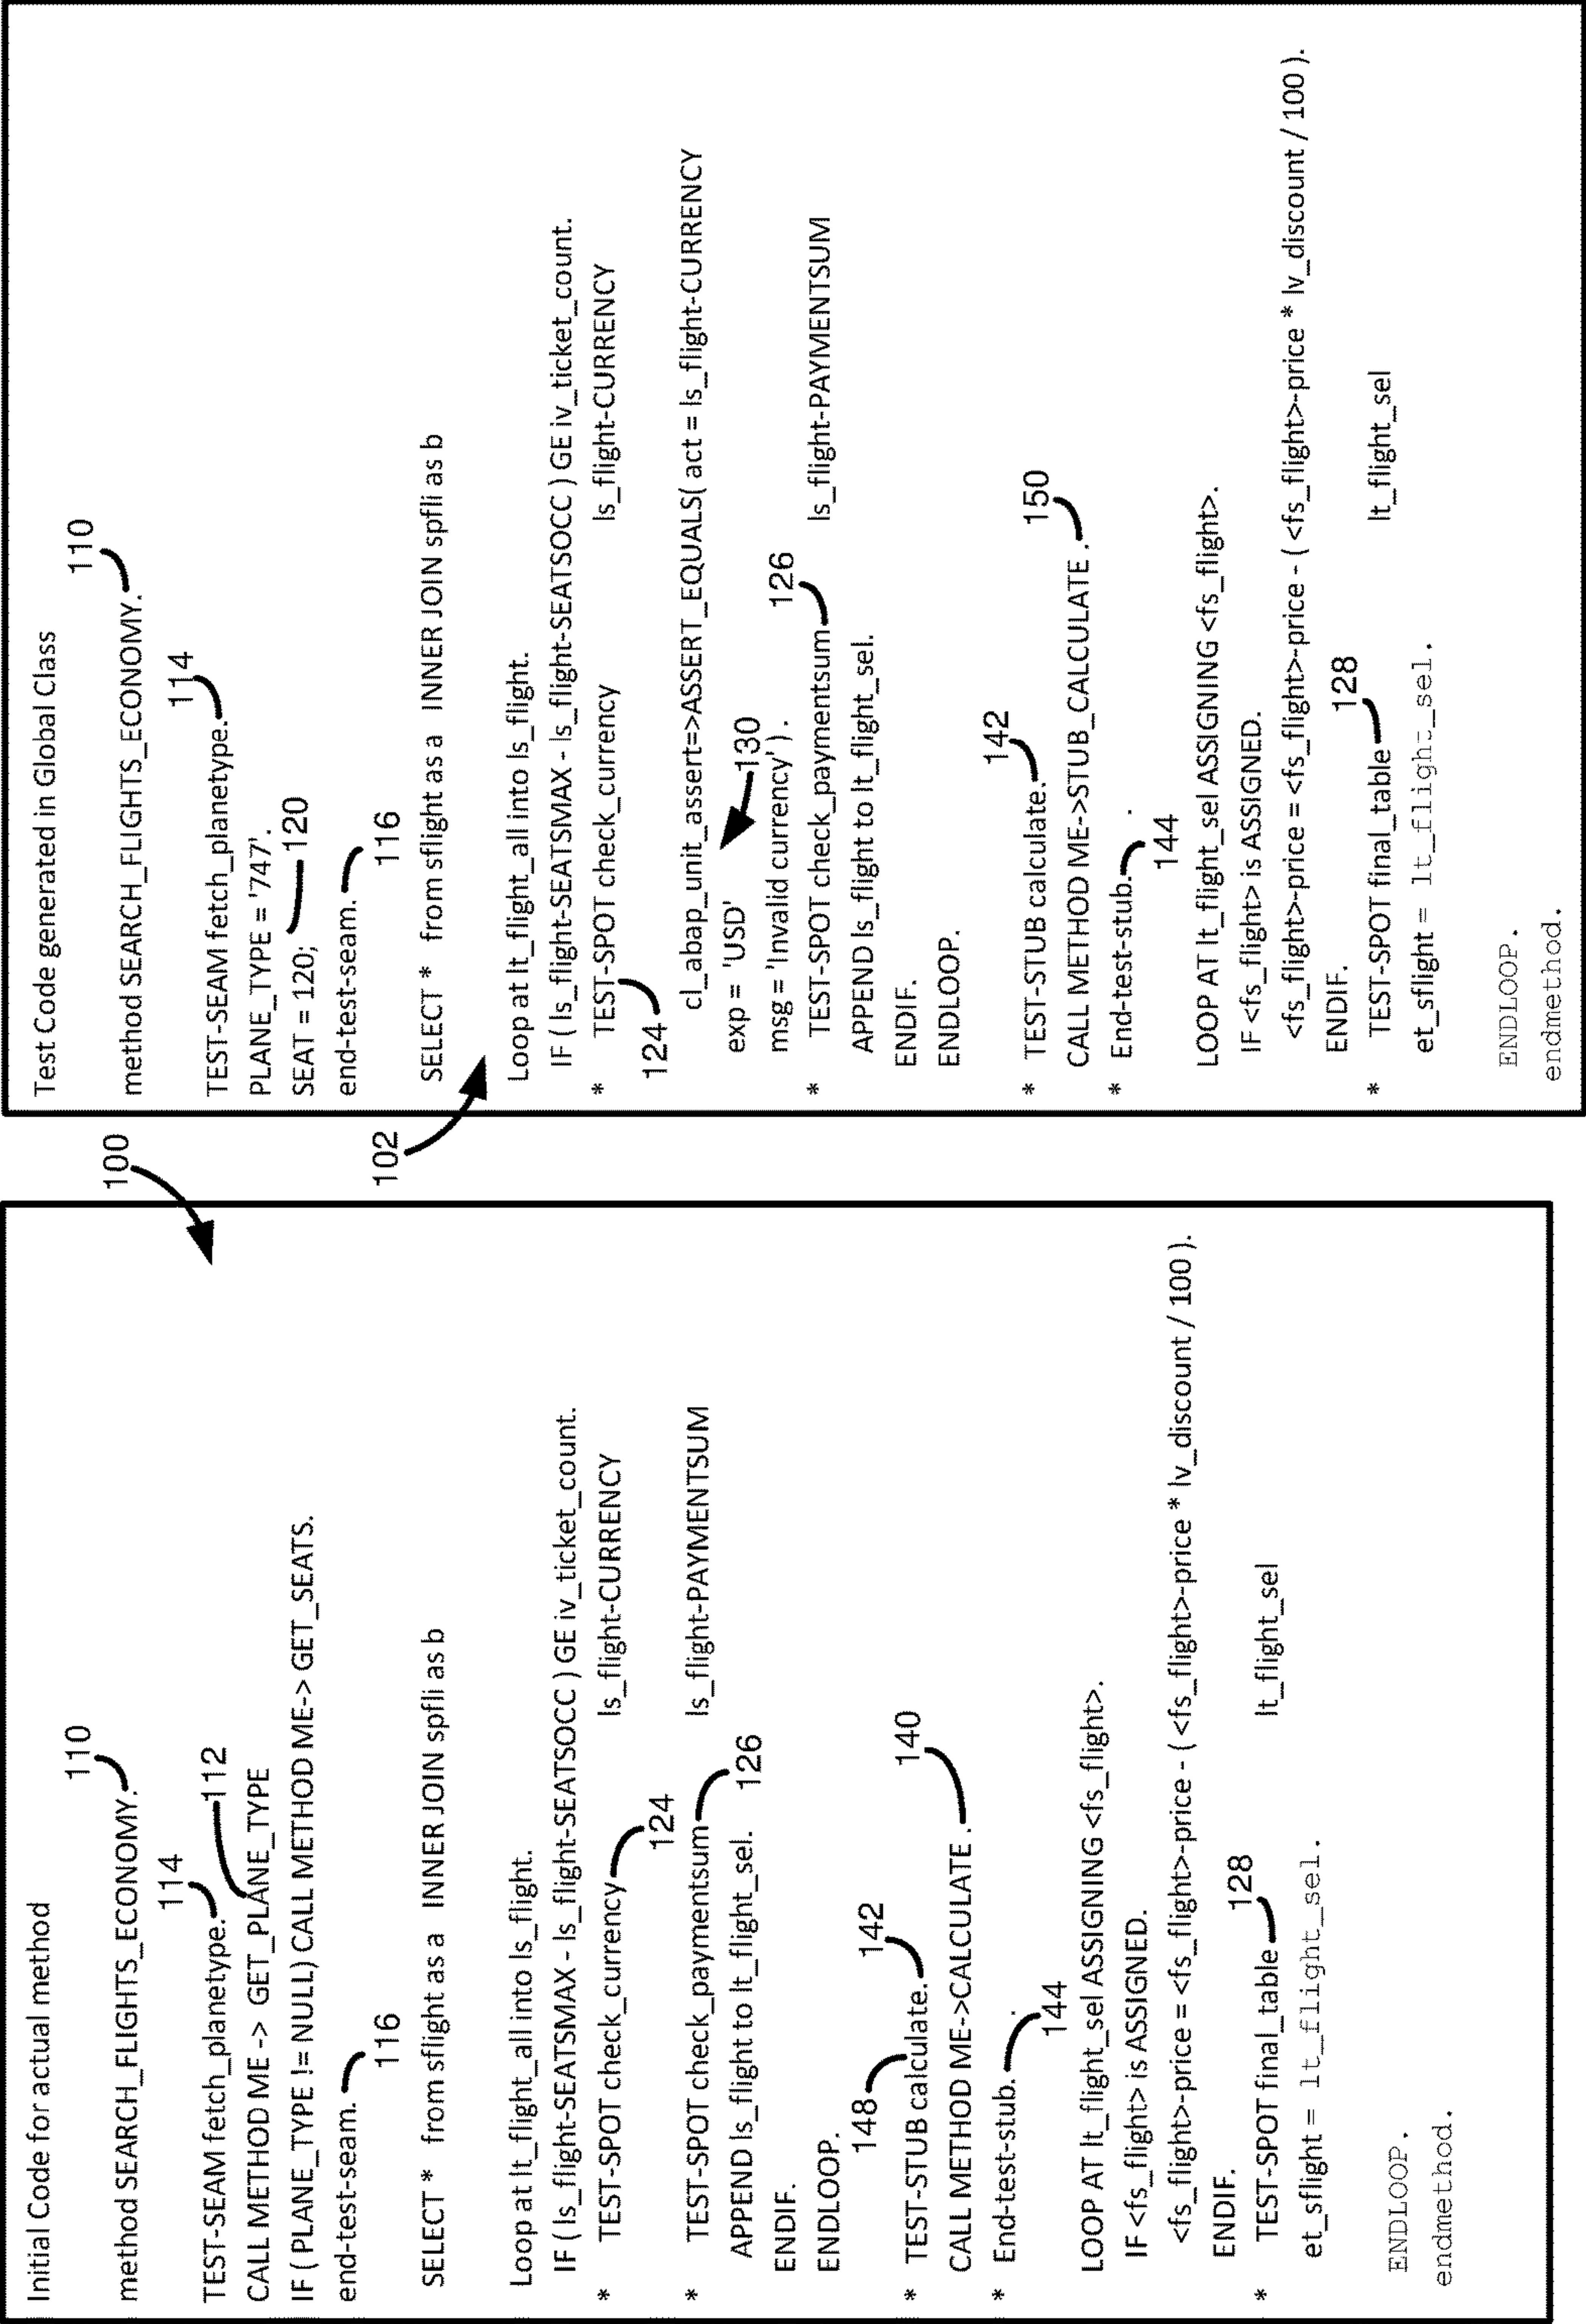 Initial Code for actual method
110
method SEARCH_FLIGHTS_ECONOMY.
114
TEST-SEAM fetch_planetype.
112
CALL METHOD ME -> GET_PLANE_TYPE
IF ( PLANE_TYPE != NULL) CALL METHOD ME-> GET_SEATS.
end-test-seam.
116
SELECT * from sflight as a INNER JOIN spfli as b
Loop at lt_flight_all into ls_flight.
IF ( ls_flight-SEATSMAX - ls_flight-SEATSOCC ) GE iv_ticket_count.
* TEST-SPOT check_currency ls_flight-CURRENCY
124
* TEST-SPOT check_paymentsum ls_flight-PAYMENTSUM
126
APPEND ls_flight to lt_flight_sel.
ENDIF.
ENDLOOP.
148
142
* TEST-STUB calculate.
140
CALL METHOD ME->CALCULATE .
* End-test-stub. .
144
LOOP AT lt_flight_sel ASSIGNING <fs_flight>.
IF <fs_flight> is ASSIGNED.
<fs_flight>-price = <fs_flight>-price - ( <fs_flight>-price * lv_discount / 100 ).
ENDIF.
128
* TEST-SPOT final_table lt_flight_sel
et_sflight = lt_flight_sel.
ENDLOOP.
endmethod.
100
102
Test Code generated in Global Class
110
method SEARCH_FLIGHTS_ECONOMY.
114
TEST-SEAM fetch_planetype.
PLANE_TYPE = '747'.
SEAT = 120;
120
end-test-seam.
116
SELECT * from sflight as a INNER JOIN spfli as b
Loop at lt_flight_all into ls_flight.
IF ( ls_flight-SEATSMAX - ls_flight-SEATSOCC ) GE iv_ticket_count.
* TEST-SPOT check_currency ls_flight-CURRENCY
124
cl_abap_unit_assert=>ASSERT_EQUALS( act = ls_flight-CURRENCY
exp = 'USD'
130
msg = 'Invalid currency' ) .
126
* TEST-SPOT check_paymentsum ls_flight-PAYMENTSUM
APPEND ls_flight to lt_flight_sel.
ENDIF.
ENDLOOP.
142
* TEST-STUB calculate.
150
CALL METHOD ME->STUB_CALCULATE .
* End-test-stub. .
144
LOOP AT lt_flight_sel ASSIGNING <fs_flight>.
IF <fs_flight> is ASSIGNED.
<fs_flight>-price = <fs_flight>-price - ( <fs_flight>-price * lv_discount / 100 ).
ENDIF.
128
* TEST-SPOT final_table lt_flight_sel
et_sflight = lt_flight_sel.
ENDLOOP.
endmethod.